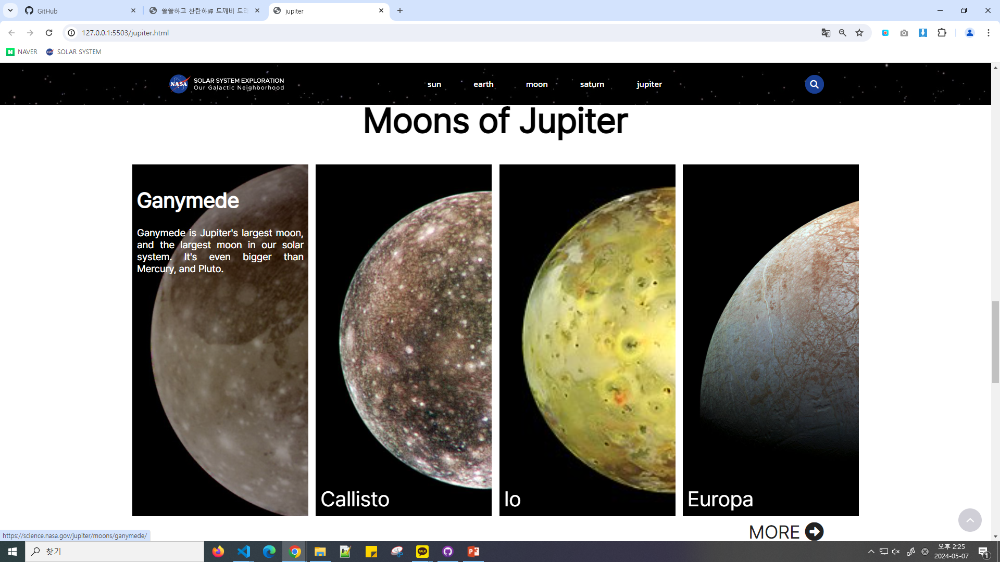 GitHub
쓸쓸하고 찬란하神 도깨비 드라
jupiter
127.0.0.1:5503/jupiter.html
NAVER
SOLAR SYSTEM
NASA
SOLAR SYSTEM EXPLORATION
Our Galactic Neighborhood
sun
earth
moon
saturn
jupiter
Moons of Jupiter
Ganymede
Ganymede is Jupiter's largest moon,
and the largest moon in our solar
system. It's even bigger than
Mercury, and Pluto.
Callisto
Io
Europa
MORE
https://science.nasa.gov/jupiter/moons/ganymede/
찾기
TALK
오후 2:25
2024-05-07
1